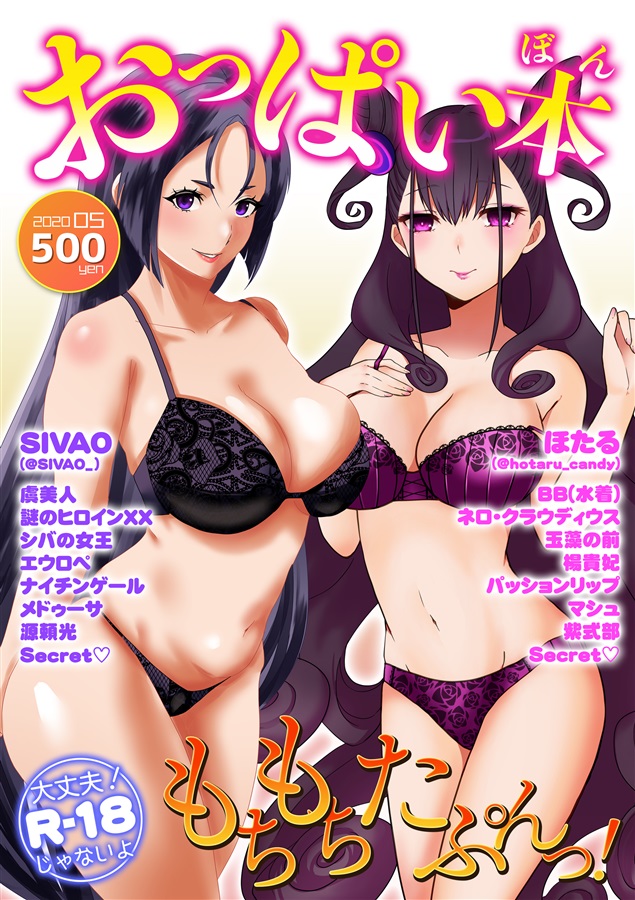 おっぱい本
ぼん
2020 05
500
yen
SIVAO
(@SIVAO_)
虞美人
謎のヒロインXX
シバの女王
エウロペ
ナイチンゲール
メドゥーサ
源頼光
Secret♡
ほたる
(@hotaru_candy)
BB(水着)
ネロ・クラウディウス
玉藻の前
楊貴妃
パッションリップ
マシュ
紫式部
Secret♡
大丈夫!
R-18
じゃないよ
もちもちたぷんっ!